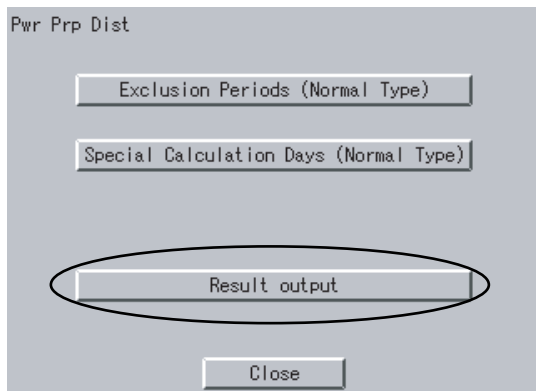 Pwr Prp Dist
Exclusion Periods (Normal Type)
Special Calculation Days (Normal Type)
Result output
Close